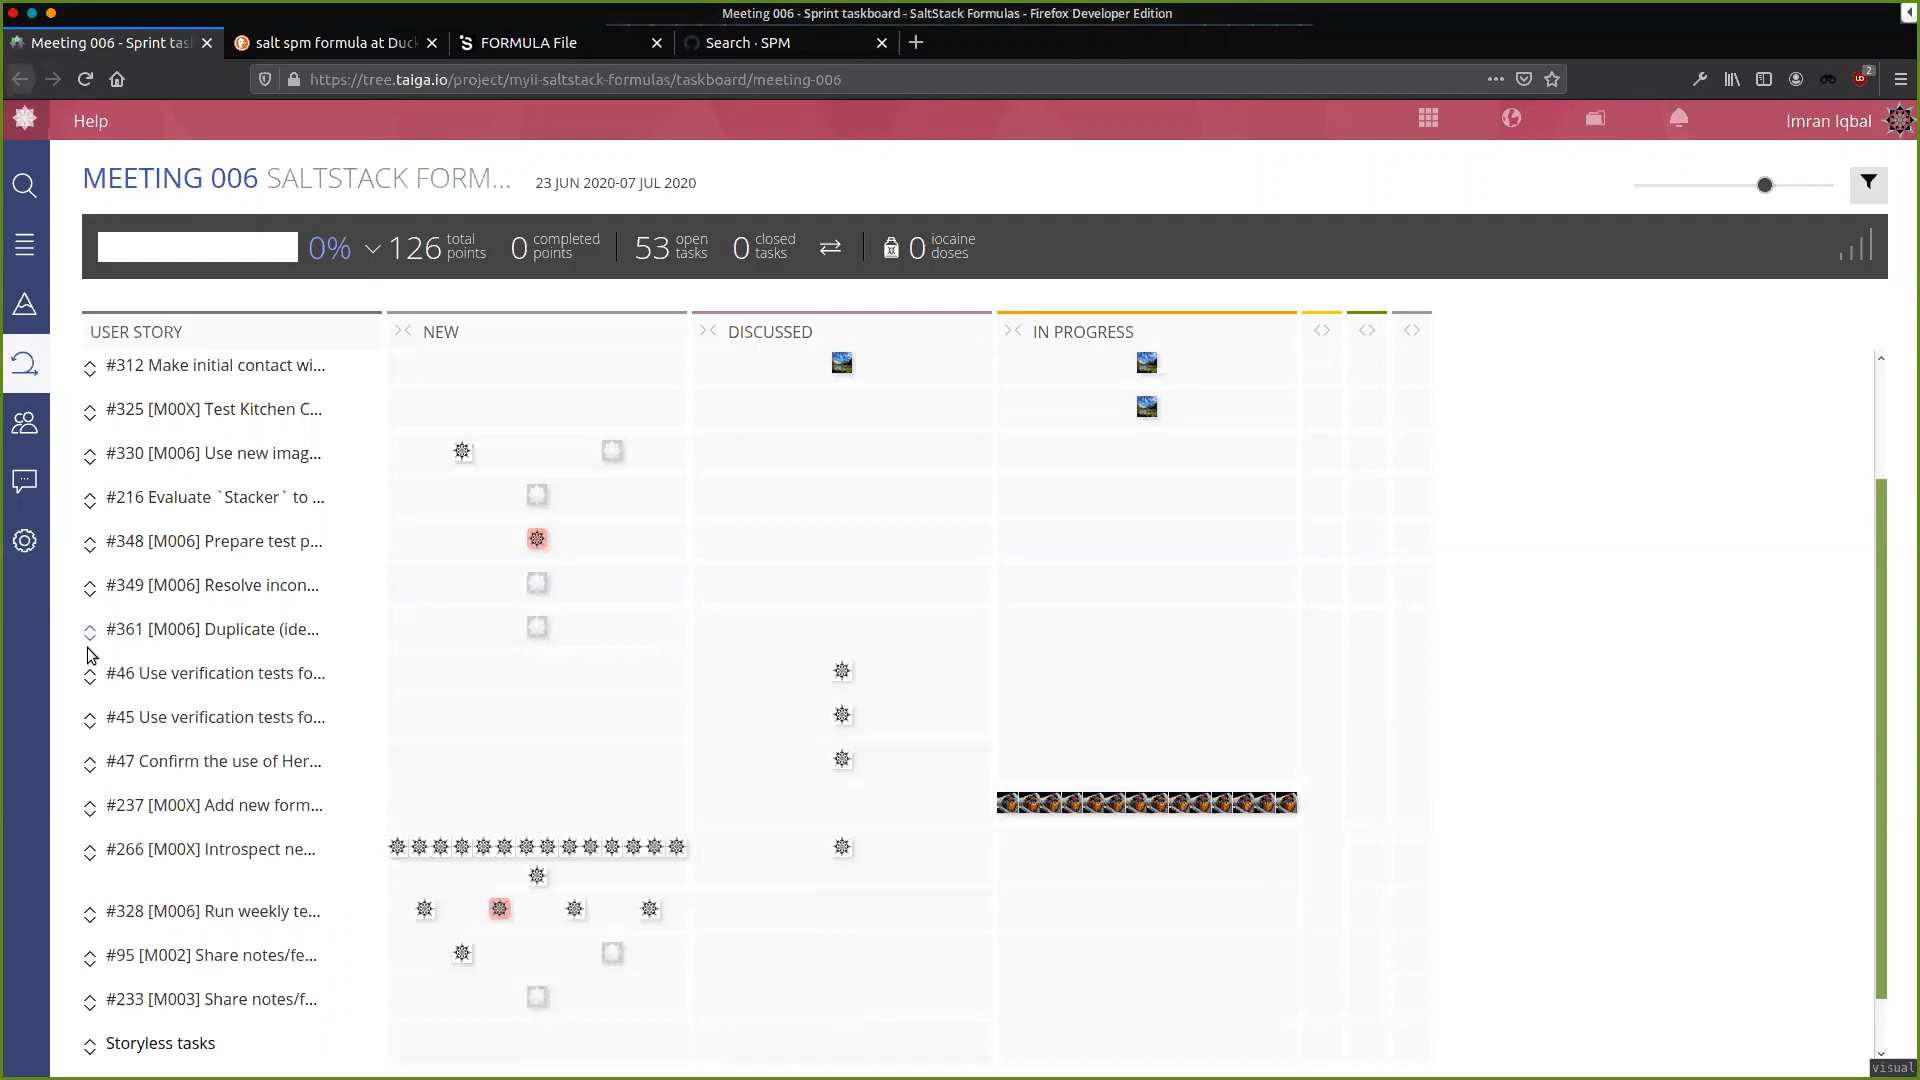 Meeting 006 - Sprint taskboard - SaltStack Formulas - Firefox Developer Edition
Meeting 006 - Sprint tas
salt spm formula at Duc
FORMULA File
Search · SPM
https://tree.taiga.io/project/myii-saltstack-formulas/taskboard/meeting-006
2
Help
Imran Iqbal
MEETING 006 SALTSTACK FORM... 23 JUN 2020-07 JUL 2020
0% 126 total points 0 completed points 53 open tasks 0 closed tasks 0 iocaine doses
USER STORY NEW DISCUSSED IN PROGRESS
#312 Make initial contact wi...
#325 [M00X] Test Kitchen C...
#330 [M006] Use new imag...
#216 Evaluate `Stacker` to ...
#348 [M006] Prepare test p...
#349 [M006] Resolve incon...
#361 [M006] Duplicate (ide...
#46 Use verification tests fo...
#45 Use verification tests fo...
#47 Confirm the use of Her...
#237 [M00X] Add new form...
#266 [M00X] Introspect ne...
#328 [M006] Run weekly te...
#95 [M002] Share notes/fe...
#233 [M003] Share notes/f...
Storyless tasks
visual